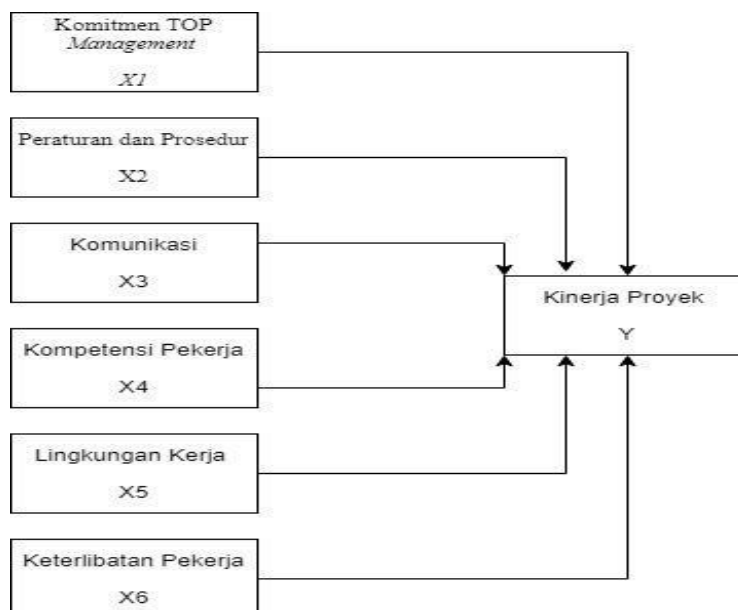 Komitmen TOP
Management
X1
Peraturan dan Prosedur
X2
Komunikasi
X3
Kinerja Proyek
Y
Kompetensi Pekerja
X4
Lingkungan Kerja
X5
Keterlibatan Pekerja
X6